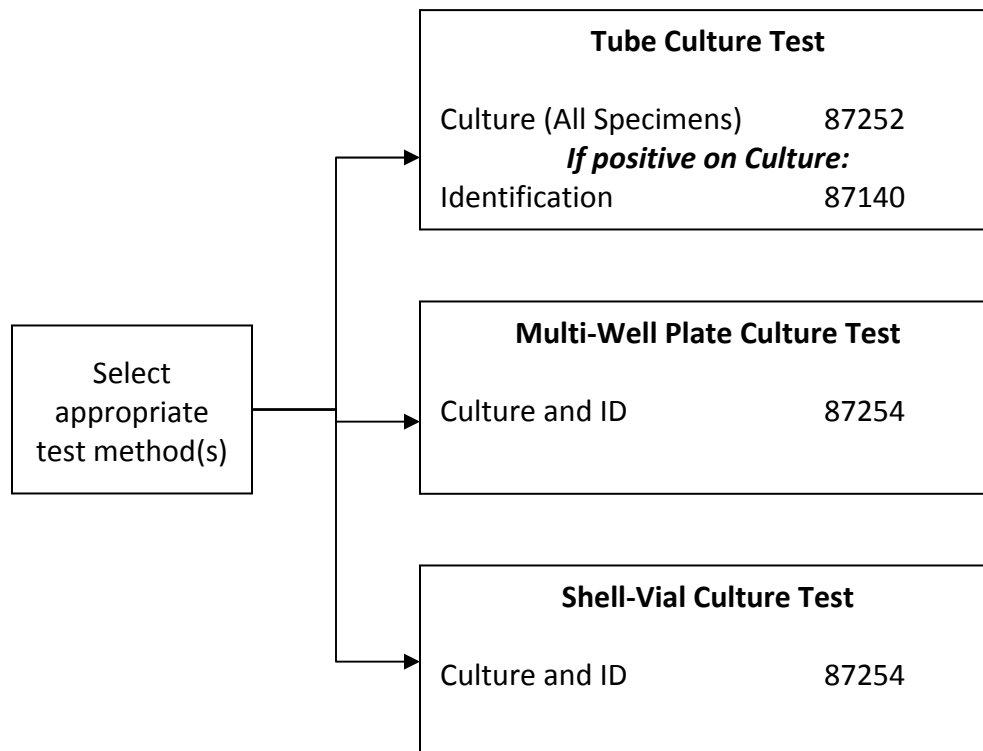 Select
appropriate
test method(s)
Tube Culture Test
Culture (All Specimens) 87252
If positive on Culture:
Identification 87140
Multi-Well Plate Culture Test
Culture and ID 87254
Shell-Vial Culture Test
Culture and ID 87254